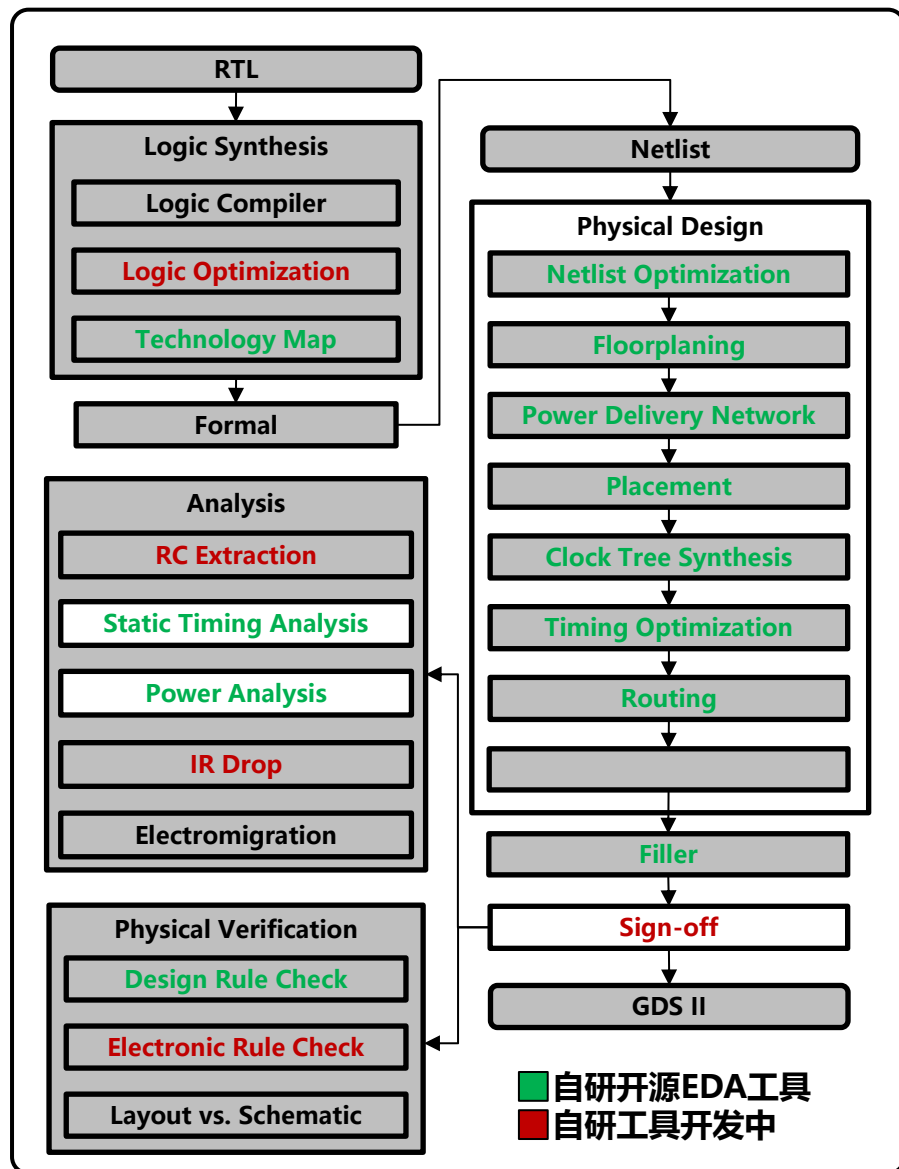 RTL
Logic Synthesis
Logic Compiler
Logic Optimization
Technology Map
Formal
Netlist
Physical Design
Netlist Optimization
Floorplaning
Power Delivery Network
Placement
Clock Tree Synthesis
Timing Optimization
Routing
Filler
Sign-off
GDS II
Analysis
RC Extraction
Static Timing Analysis
Power Analysis
IR Drop
Electromigration
Physical Verification
Design Rule Check
Electronic Rule Check
Layout vs. Schematic
自研开源EDA工具
自研工具开发中